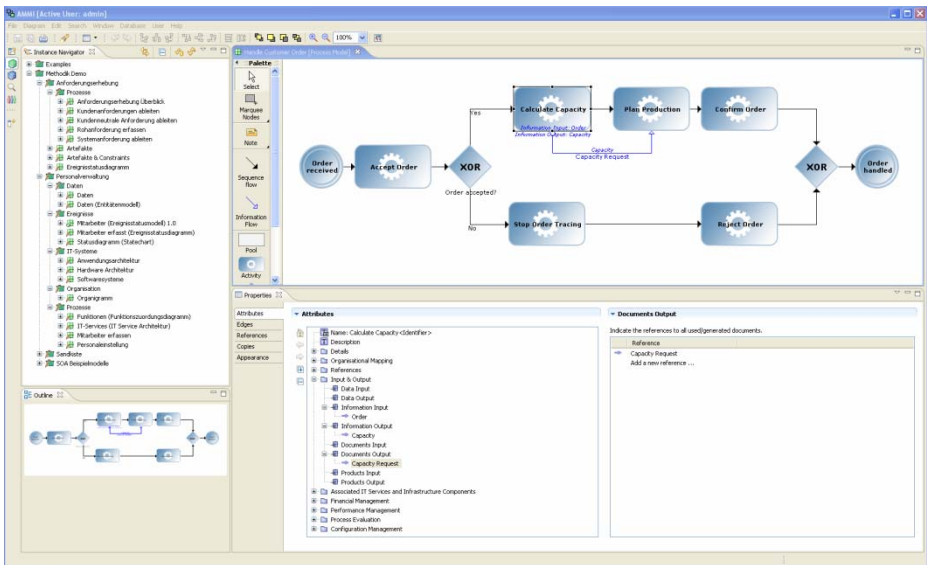 AMMI [Active User: admin]
File Diagram Edit Search Window Database User Help
100%
Instance Navigator
Examples
Methodik Demo
Anforderungserhebung
Prozesse
Anforderungserhebung Überblick
Kundenanforderungen ableiten
Kundenneutrale Anforderung ableiten
Rohanforderung erfassen
Systemanforderung ableiten
Artefakte
Artefakte & Constraints
Ereignisstatusdiagramm
Personalverwaltung
Daten
Daten
Daten (Entitätenmodell)
Ereignisse
Mitarbeiter (Ereignisstatusmodell) 1.0
Mitarbeiter erfasst (Ereignisstatusdiagramm)
Statusdiagramm (Statechart)
IT-Systeme
Anwendungsarchitektur
Hardware Architektur
Softwaresysteme
Organisation
Organigramm
Prozesse
Funktionen (Funktionszuordnungsdiagramm)
IT-Services (IT Service Architektur)
Mitarbeiter erfassen
Personaleinstellung
Sandkiste
SOA Beispielmodelle
Outline
Handle Customer Order [Process Model]
Palette
Select
Marquee
Nodes
Note
Sequence
flow
Information
Flow
Pool
Activity
Order
received
Accept Order
XOR
Order accepted?
Yes
No
Calculate Capacity
Information Input: Order
Information Output: Capacity
Plan Production
Confirm Order
Capacity
Capacity Request
Stop Order Tracing
Reject Order
XOR
Order
handled
Properties
Attributes
Edges
References
Copies
Appearance
Attributes
Name: Calculate Capacity<Identifier>
Description
Details
Organisational Mapping
References
Input & Output
Data Input
Data Output
Information Input
Order
Information Output
Capacity
Documents Input
Documents Output
Capacity Request
Products Input
Products Output
Associated IT Services and Infrastructure Components
Financial Management
Performance Management
Process Evaluation
Configuration Management
Documents Output
Indicate the references to all used/generated documents.
Reference
Capacity Request
Add a new reference ...